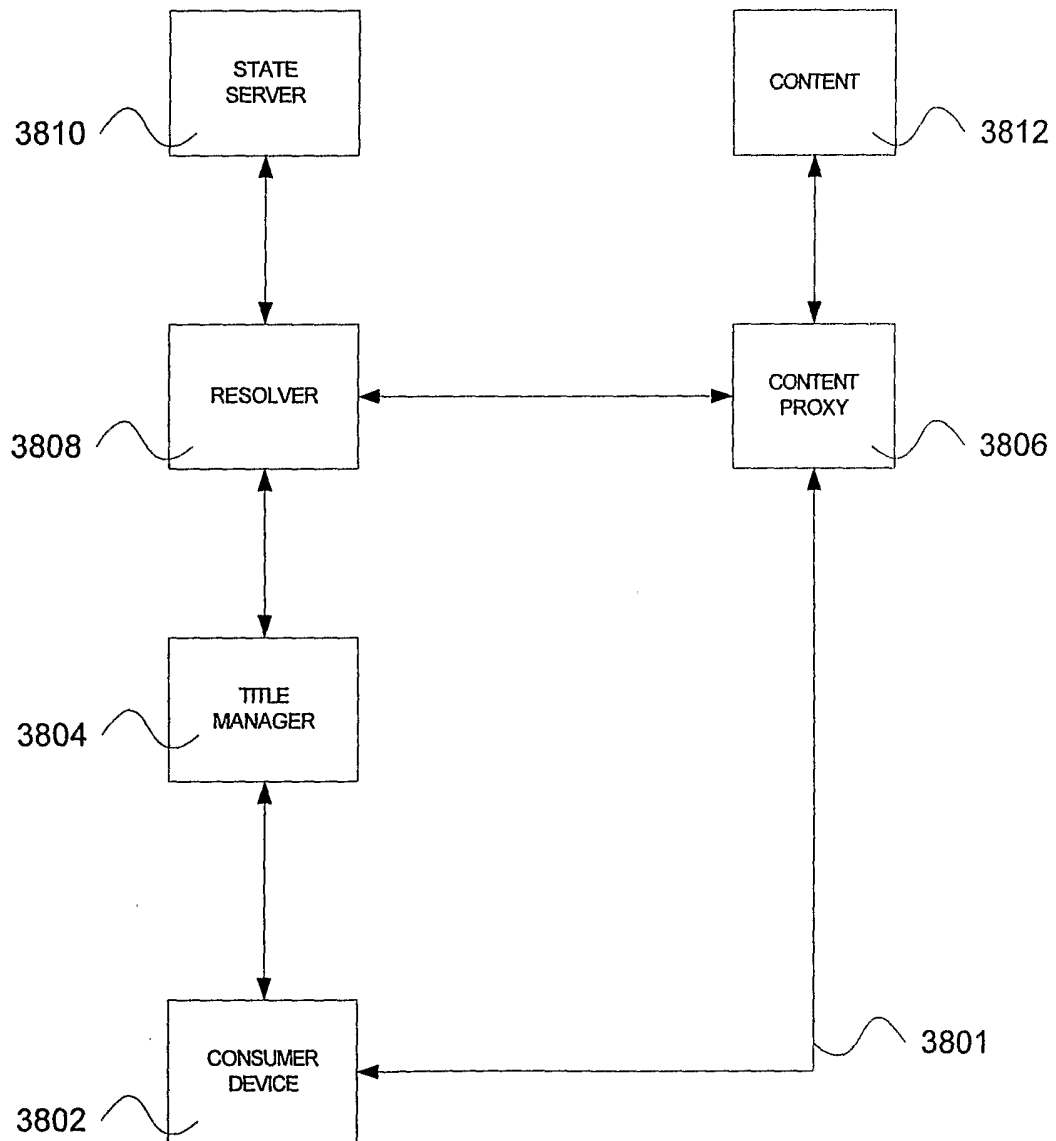 STATE
SERVER
3810
CONTENT
3812
RESOLVER
3808
CONTENT
PROXY
3806
TITLE
MANAGER
3804
CONSUMER
DEVICE
3802
3801